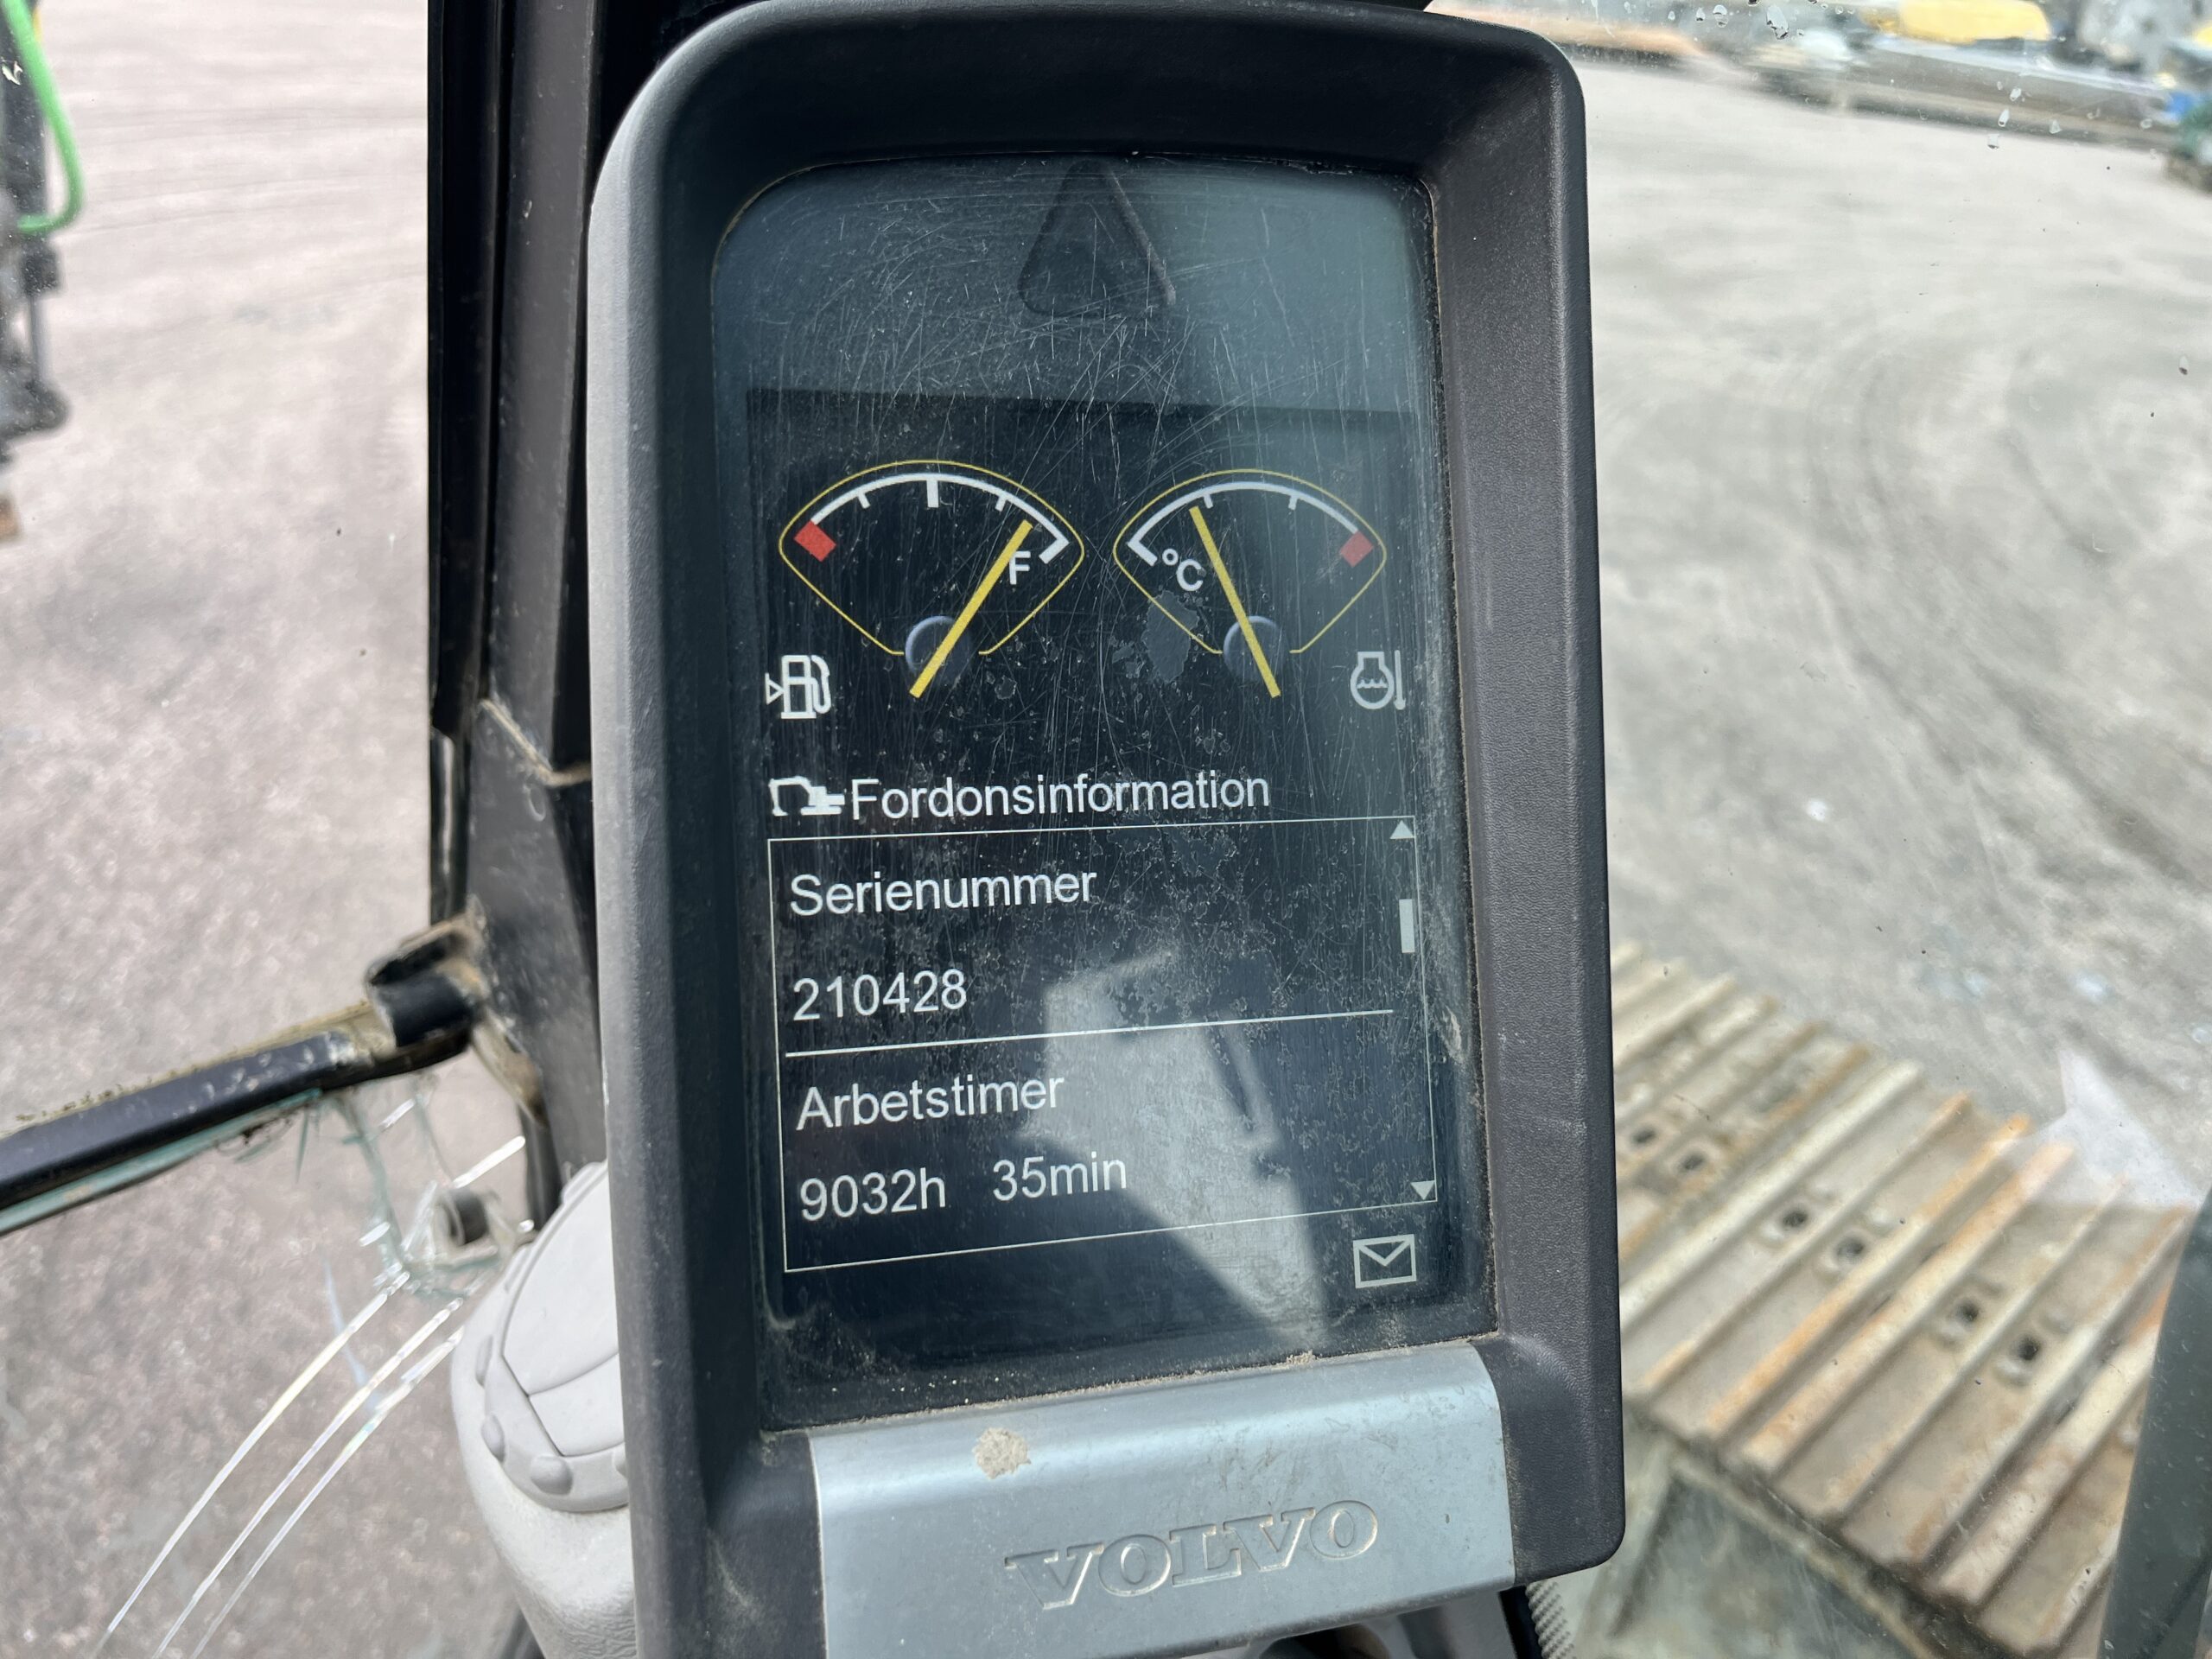 F
°C
Fordonsinformation
Serienummer
210428
Arbetstimer
9032h 35min
VOLVO